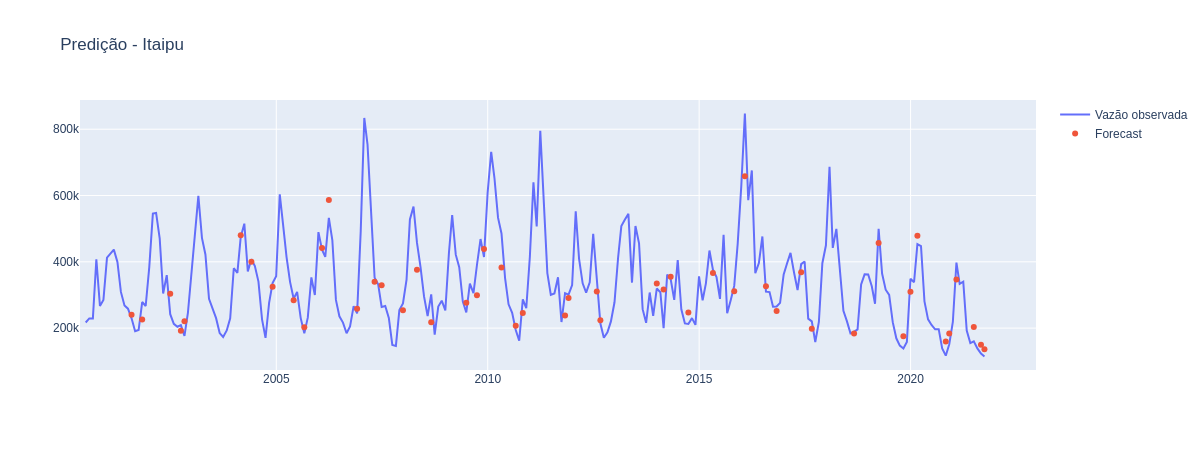 Predição - Itaipu
Vazão observada
Forecast
800k
600k
400k
200k
2005
2010
2015
2020